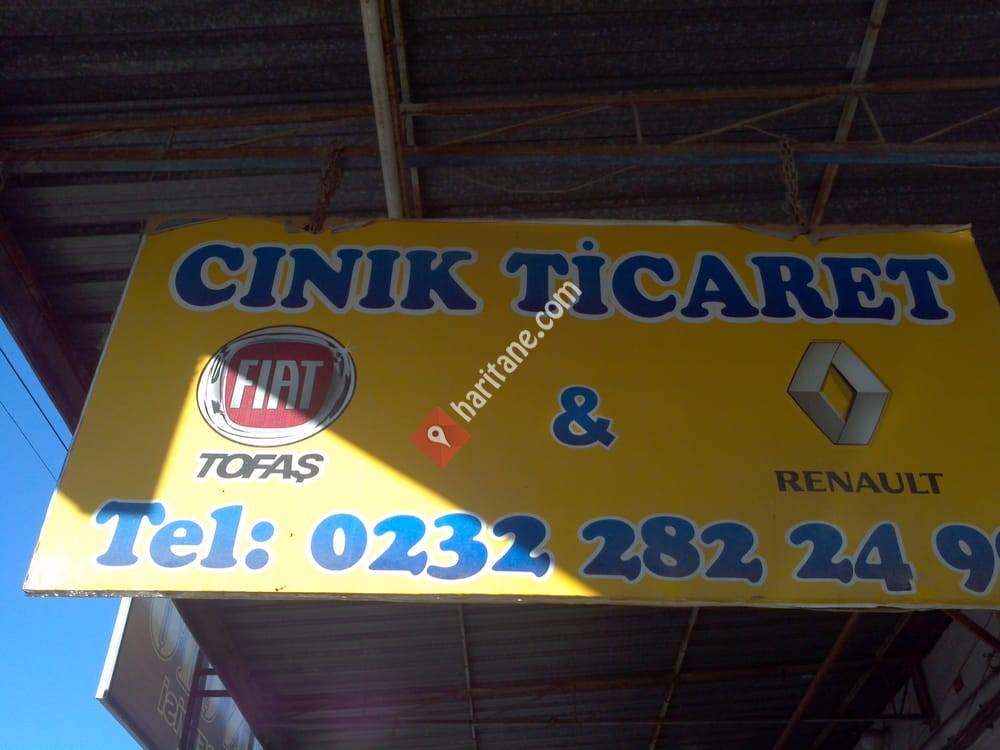 CINIK TİCARET
FIAT
TOFAŞ
&
RENAULT
haritane.com
Tel: 0232 282 24